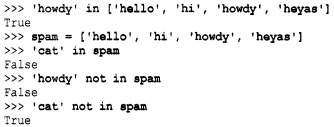 >>> 'howdy' in ['hello', 'hi', 'howdy', 'heyas']
True
>>> spam = ['hello', 'hi', 'howdy', 'heyas']
>>> 'cat' in spam
False
>>> 'howdy' not in spam
False
>>> 'cat' not in spam
True